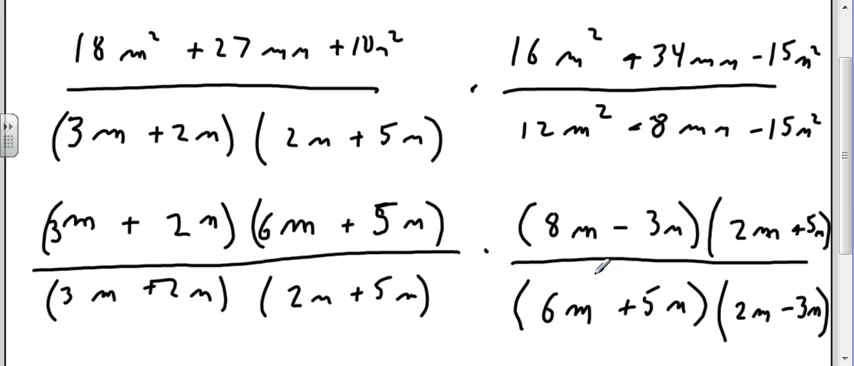 18m² + 27mn + 10n² · 16m² + 34mn - 15n²
(3m + 2n) (2m + 5n) 12m² - 8mn - 15n²
(3m + 2n)(6m + 5n) · (8m - 3n)(2m + 5n)
(3m + 2n) (2m + 5n) (6m + 5n)(2m - 3n)